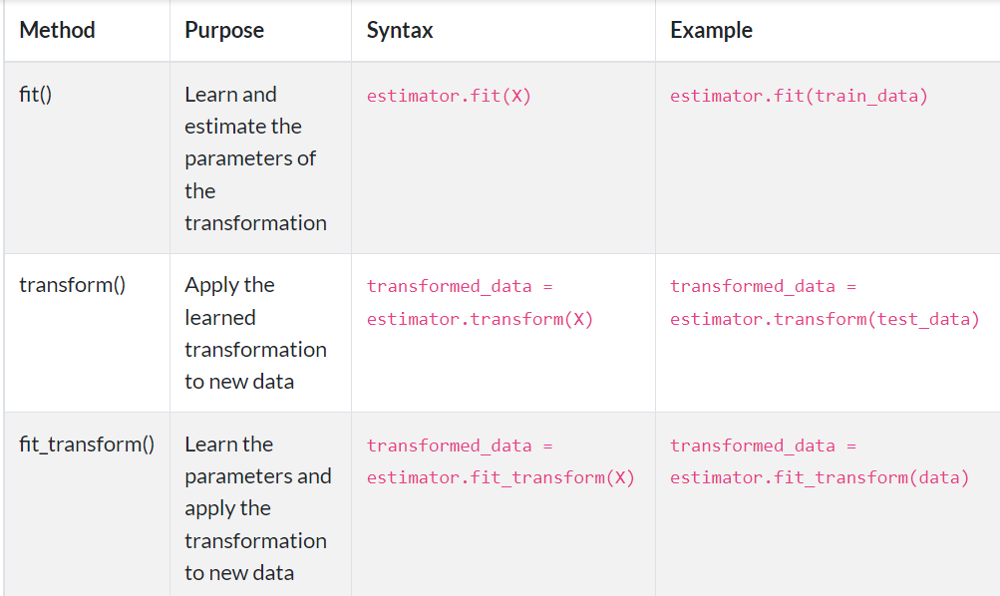 Method Purpose Syntax Example
fit()
Learn and
estimate the
parameters of
the
transformation
estimator.fit(X)
estimator.fit(train_data)
transform()
Apply the
learned
transformation
to new data
transformed_data =
estimator.transform(X)
transformed_data =
estimator.transform(test_data)
fit_transform()
Learn the
parameters and
apply the
transformation
to new data
transformed_data =
estimator.fit_transform(X)
transformed_data =
estimator.fit_transform(data)